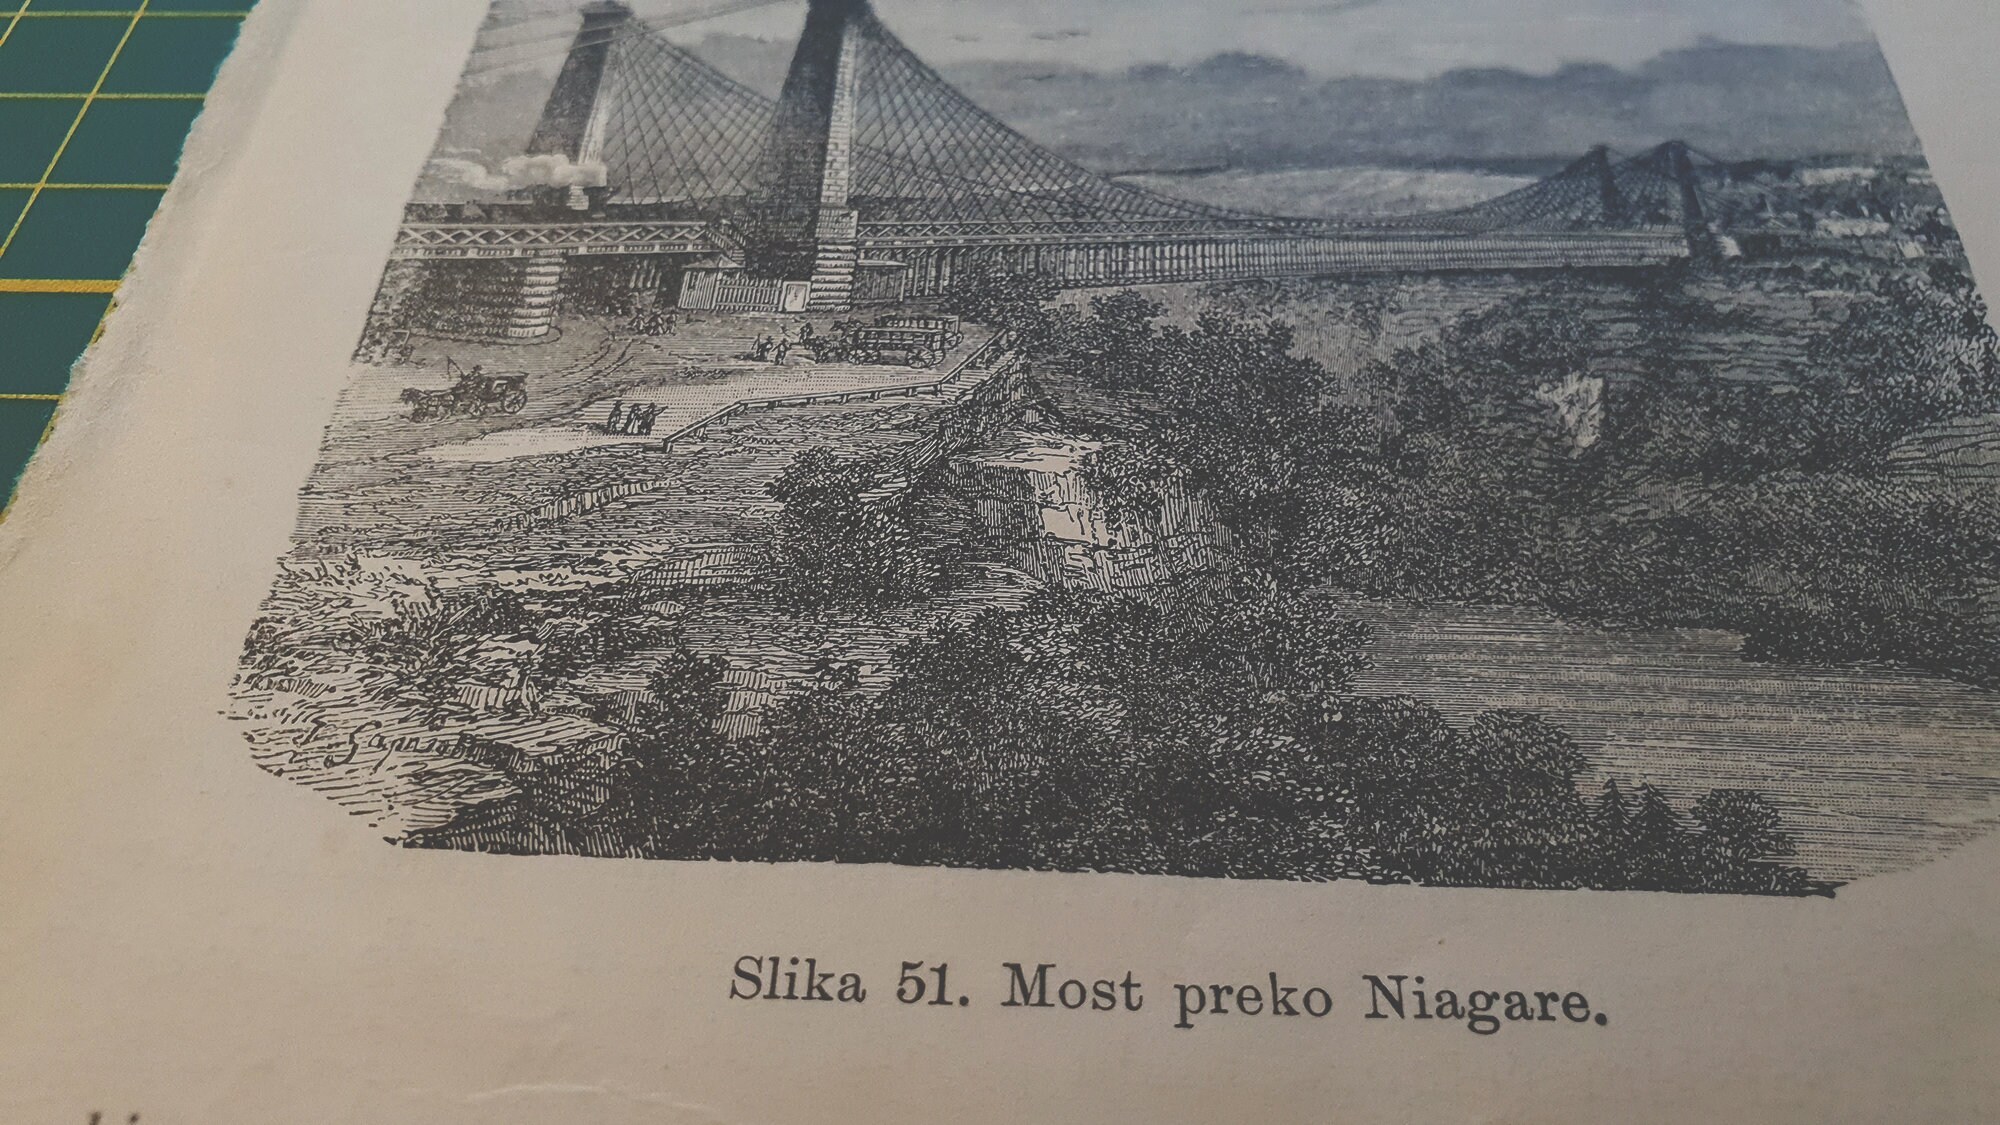 Slika 51. Most preko Niagare.